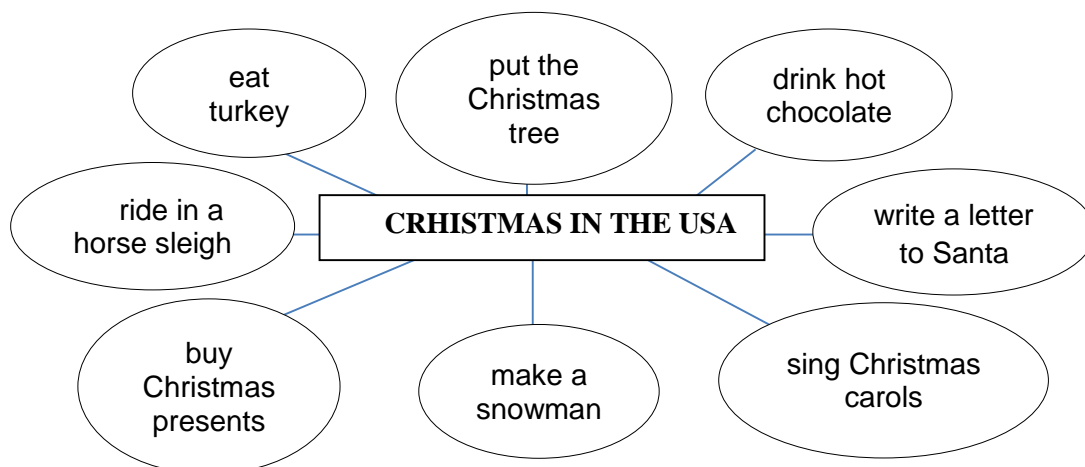 eat
turkey
put the
Christmas
tree
drink hot
chocolate
ride in a
horse sleigh
CRHISTMAS IN THE USA
write a letter
to Santa
buy
Christmas
presents
make a
snowman
sing Christmas
carols